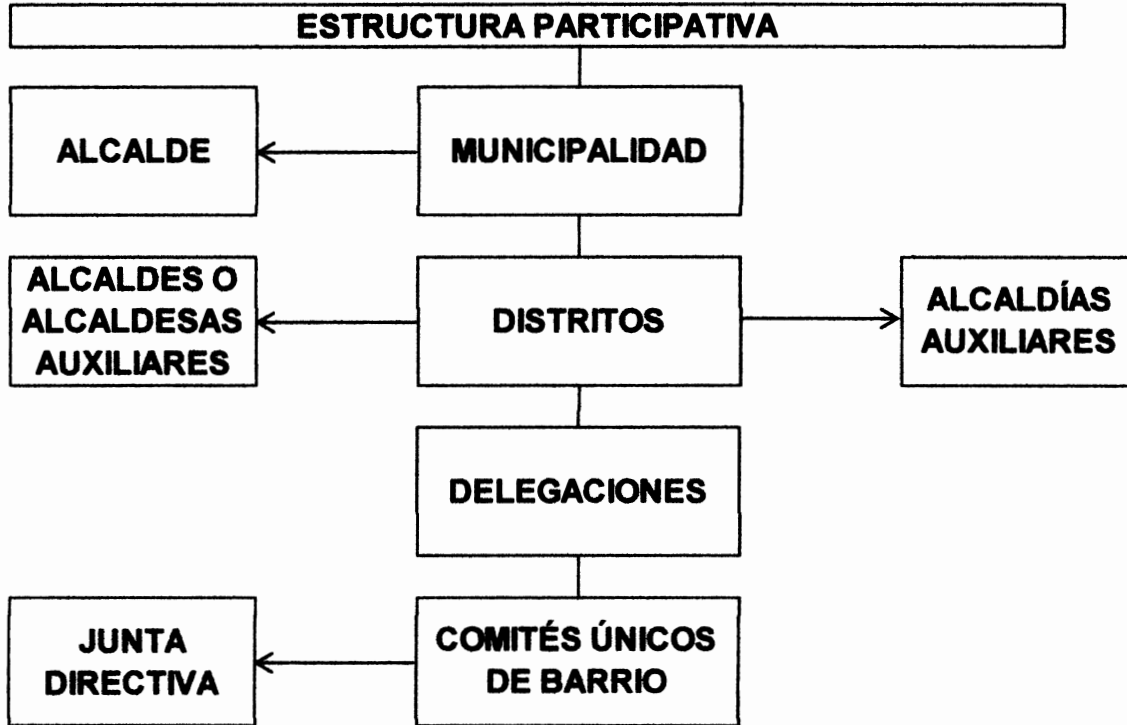 ESTRUCTURA PARTICIPATIVA
ALCALDE
MUNICIPALIDAD
ALCALDES O
ALCALDESAS
AUXILIARES
DISTRITOS
ALCALDÍAS
AUXILIARES
DELEGACIONES
JUNTA
DIRECTIVA
COMITÉS ÚNICOS
DE BARRIO